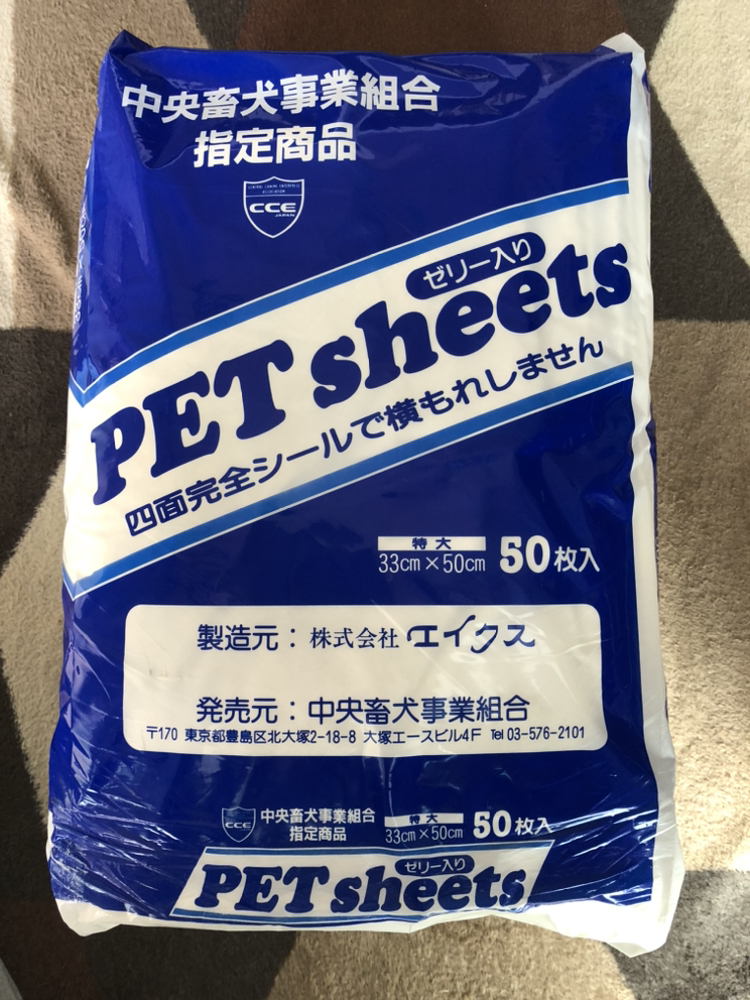 中央畜犬事業組合
指定商品
CENTRAL CANINE ENTERPRISE
ASSOCIATION
CCE
JAPAN
ゼリー入り
PET sheets
四面完全シールで横もれしません
特大
33cm×50cm 50枚入
製造元：株式会社エイクス
発売元：中央畜犬事業組合
〒170 東京都豊島区北大塚2-18-8 大塚エースビル4F Tel 03-576-2101
CCE
中央畜犬事業組合
指定商品
特大
33cm×50cm 50枚入
ゼリー入り
PET sheets